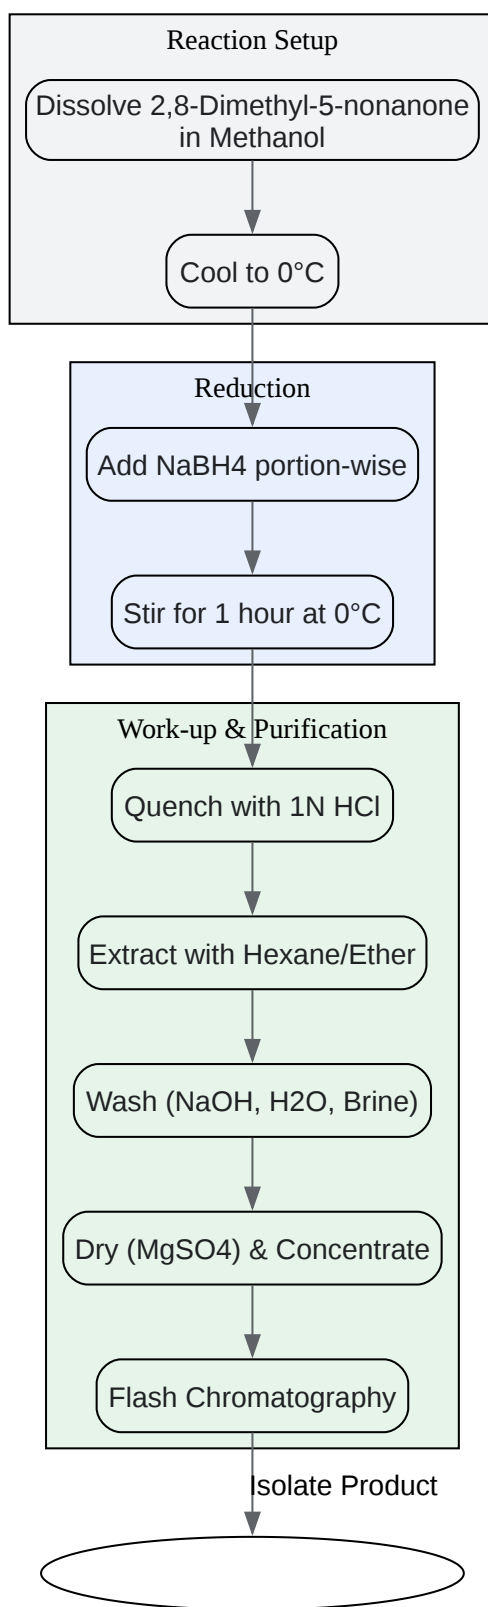 Reaction Setup
Dissolve 2,8-Dimethyl-5-nonanone
in Methanol
Cool to 0°C
Reduction
Add NaBH4 portion-wise
Stir for 1 hour at 0°C
Work-up & Purification
Quench with 1N HCl
Extract with Hexane/Ether
Wash (NaOH, H2O, Brine)
Dry (MgSO4) & Concentrate
Flash Chromatography
Isolate Product